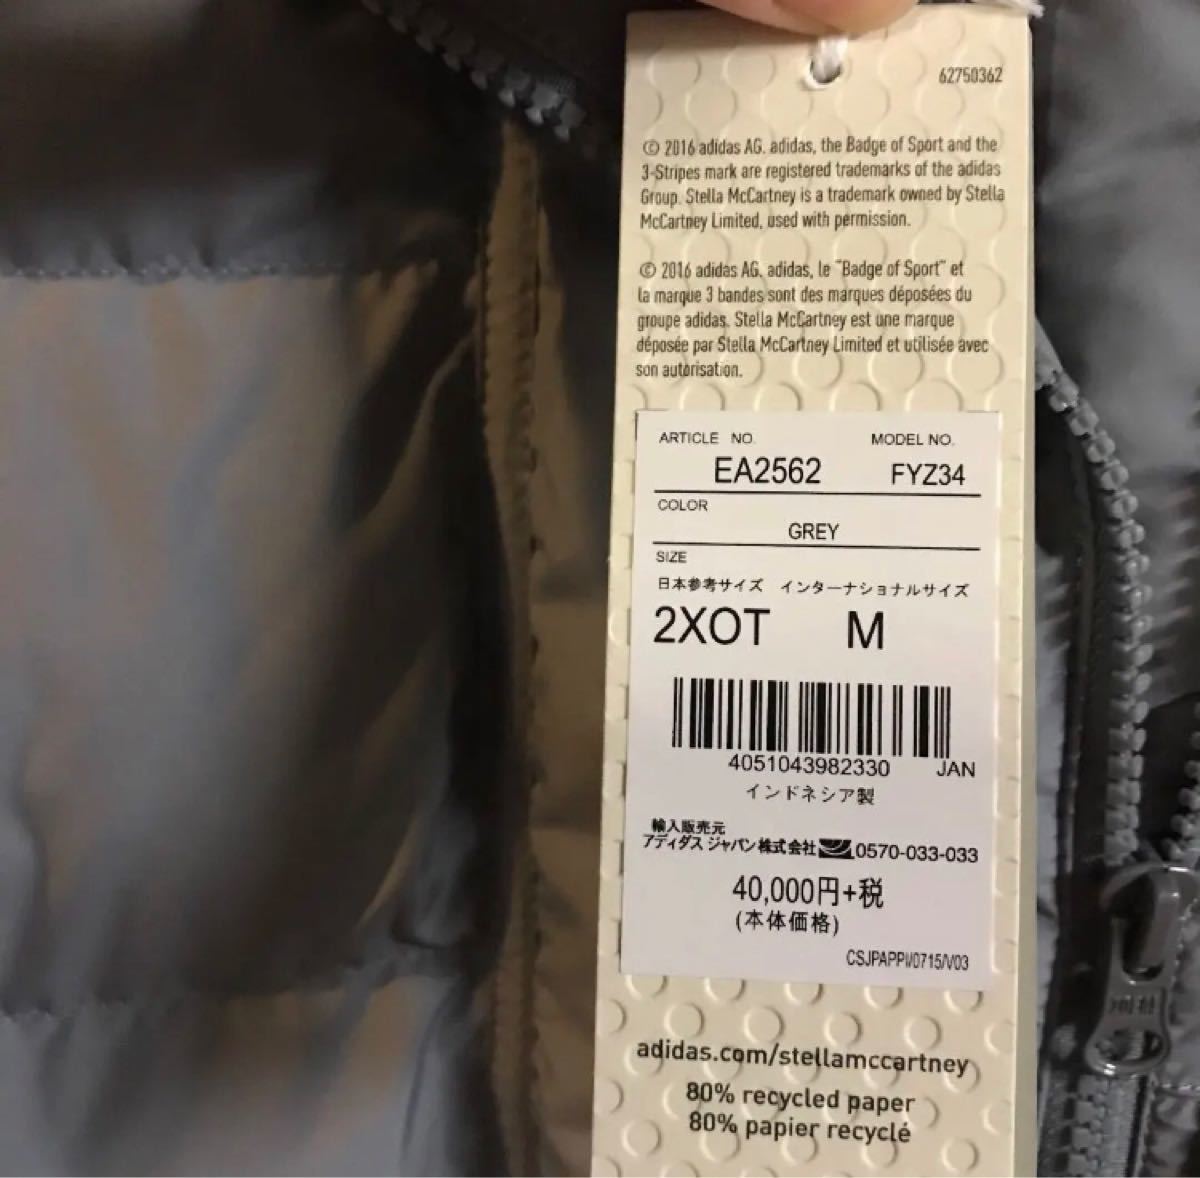 62750362
© 2016 adidas AG. adidas, the Badge of Sport and the
3-Stripes mark are registered trademarks of the adidas
Group. Stella McCartney is a trademark owned by Stella
McCartney Limited, used with permission.
© 2016 adidas AG. adidas, le "Badge of Sport" et
la marque 3 bandes sont des marques déposées du
groupe adidas. Stella McCartney est une marque
déposée par Stella McCartney Limited et utilisée avec
son autorisation.
ARTICLE NO. MODEL NO.
EA2562 FYZ34
COLOR
GREY
SIZE
日本参考サイズ インターナショナルサイズ
2XOT M
4051043982330 JAN
インドネシア製
輸入販売元
アディダス ジャパン株式会社 0570-033-033
40,000円+税
(本体価格)
CSJPAPPI/0715/V03
adidas.com/stellamccartney
80% recycled paper
80% papier recyclé